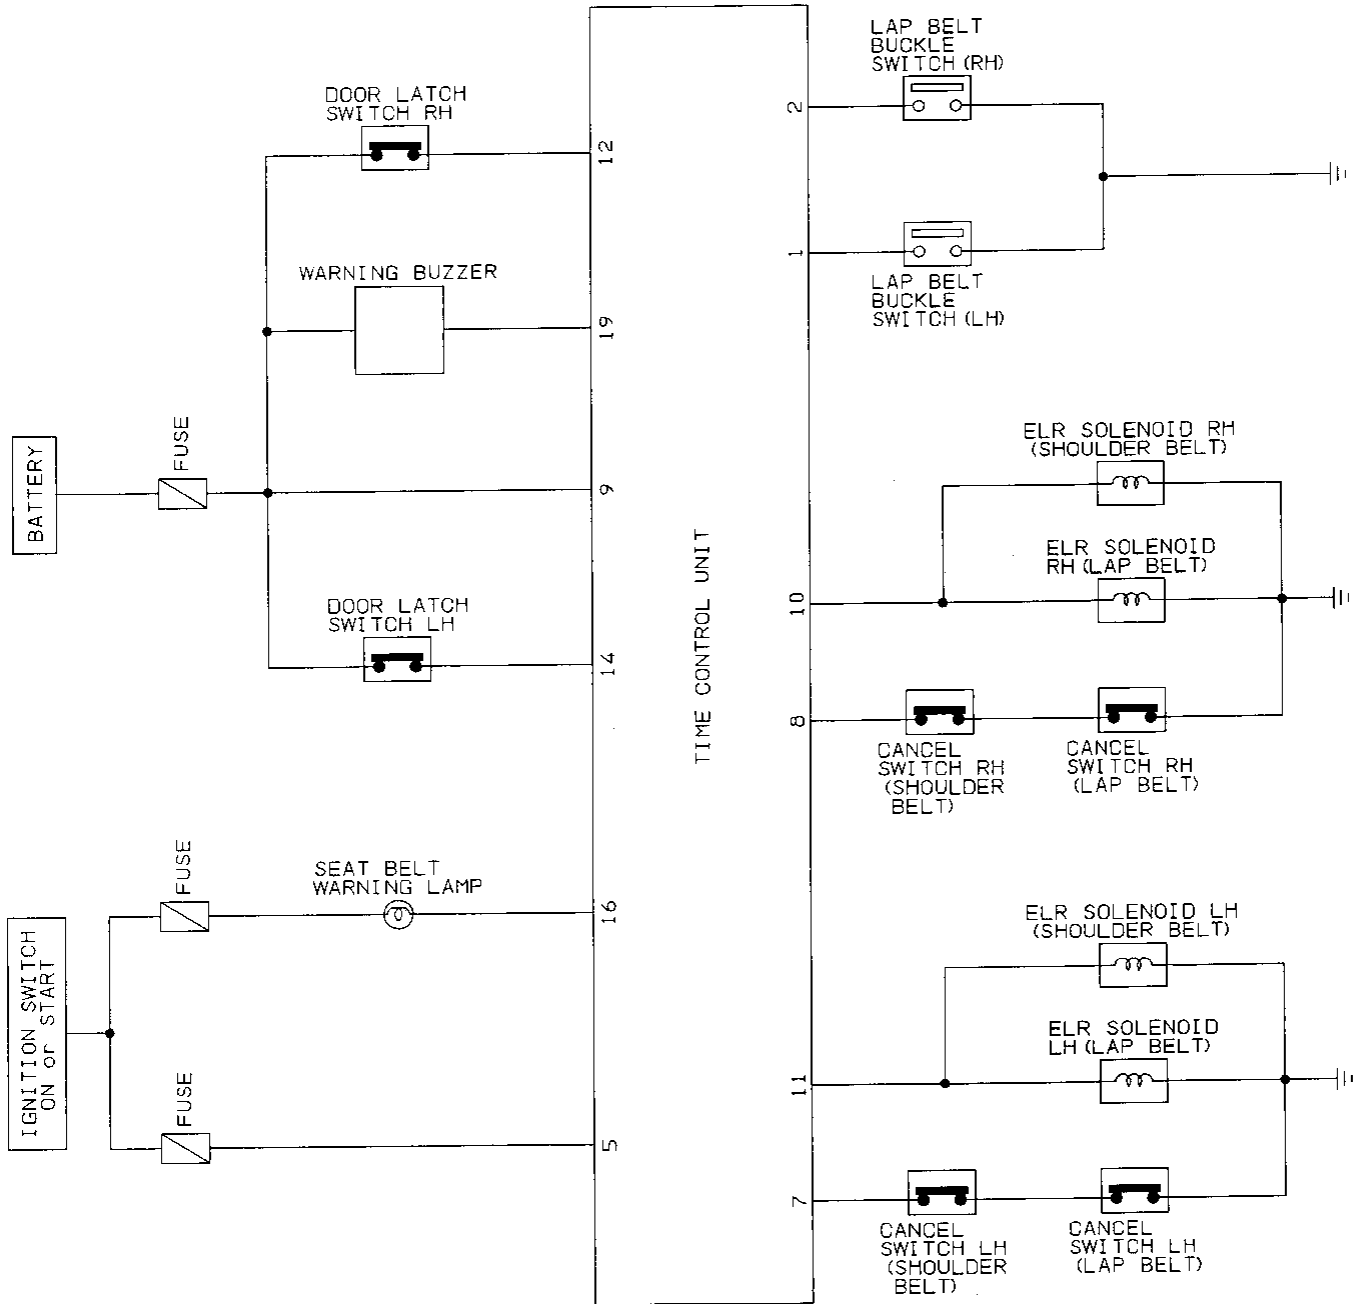 DOOR LATCH
SWITCH RH
12
WARNING BUZZER
19
BATTERY
FUSE
9
DOOR LATCH
SWITCH LH
14
FUSE
SEAT BELT
WARNING LAMP
16
IGNITION SWITCH
ON or START
FUSE
5
TIME CONTROL UNIT
LAP BELT
BUCKLE
SWITCH (RH)
2
1
LAP BELT
BUCKLE
SWITCH (LH)
ELR SOLENOID RH
(SHOULDER BELT)
ELR SOLENOID
RH (LAP BELT)
10
8
CANCEL
SWITCH RH
(SHOULDER
BELT)
CANCEL
SWITCH RH
(LAP BELT)
ELR SOLENOID LH
(SHOULDER BELT)
ELR SOLENOID
LH (LAP BELT)
11
7
CANCEL
SWITCH LH
(SHOULDER
BELT)
CANCEL
SWITCH LH
(LAP BELT)